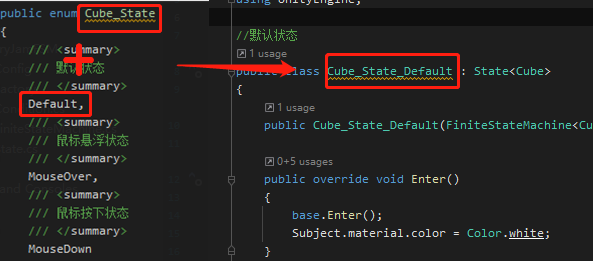 public enum Cube_State
{
/// <summary>
/// 默认状态
/// </summary>
Default,
/// <summary>
/// 鼠标悬浮状态
/// </summary>
MouseOver,
/// <summary>
/// 鼠标按下状态
/// </summary>
MouseDown
using UnityEngine;
//默认状态
1 usage
public class Cube_State_Default : State<Cube>
{
1 usage
public Cube_State_Default(FiniteStateMachine<Cu
0+5 usages
public override void Enter()
{
base.Enter();
Subject.material.color = Color.white;
}